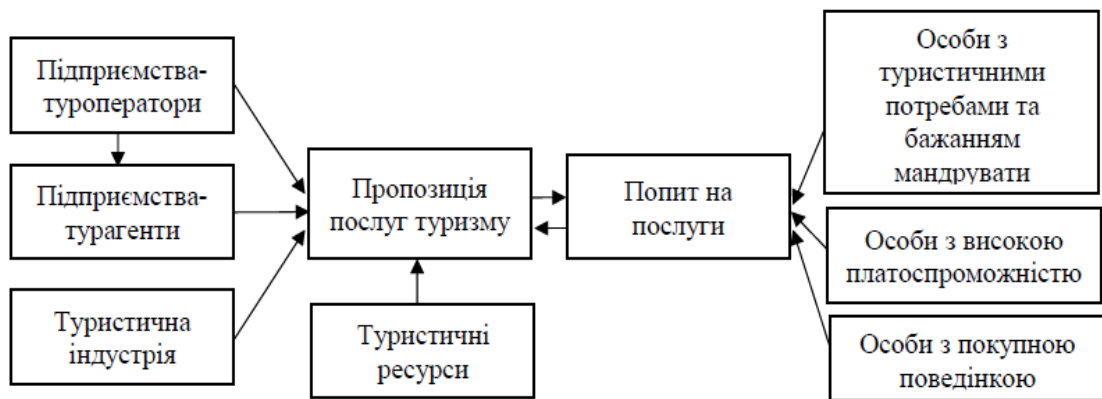 Підприємства-
туроператори
Підприємства-
турагенти
Туристична
індустрія
Пропозиція
послуг туризму
Туристичні
ресурси
Попит на
послуги
Особи з
туристичними
потребами та
бажанням
мандрувати
Особи з високою
платоспроможністю
Особи з покупною
поведінкою